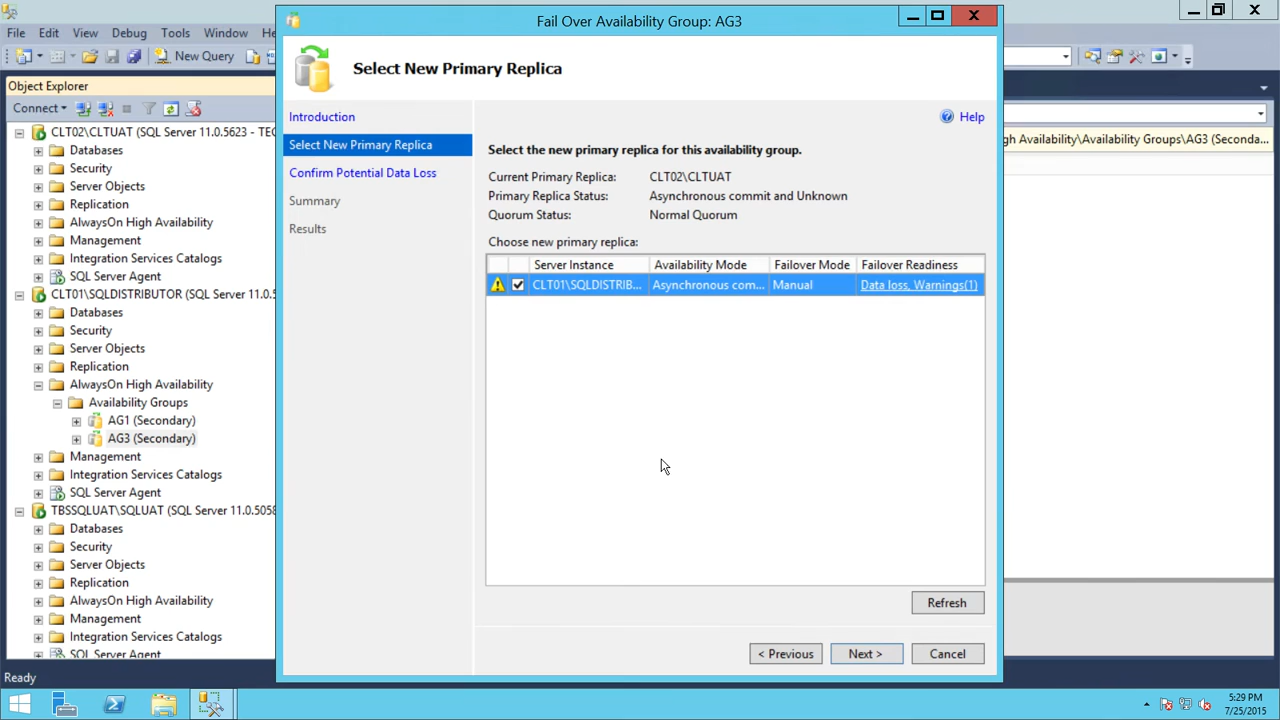 Fail Over Availability Group: AG3
File Edit View Debug Tools Window
New Query
Select New Primary Replica
Object Explorer
Connect
Introduction
Select New Primary Replica
Confirm Potential Data Loss
Summary
Results
Help
CLT02\CLTUAT (SQL Server 11.0.5623 - TEC
Databases
Security
Server Objects
Replication
AlwaysOn High Availability
Management
Integration Services Catalogs
SQL Server Agent
CLT01\SQLDISTRIBUTOR (SQL Server 11.0.5
Databases
Security
Server Objects
Replication
AlwaysOn High Availability
Availability Groups
AG1 (Secondary)
AG3 (Secondary)
Management
Integration Services Catalogs
SQL Server Agent
TBSSQLUAT\SQLUAT (SQL Server 11.0.5058
Databases
Security
Server Objects
Replication
AlwaysOn High Availability
Management
Integration Services Catalogs
SQL Server Agent
Select the new primary replica for this availability group.
Current Primary Replica: CLT02\CLTUAT
Primary Replica Status: Asynchronous commit and Unknown
Quorum Status: Normal Quorum
Choose new primary replica:
Server Instance Availability Mode Failover Mode Failover Readiness
CLT01\SQLDISTRIB... Asynchronous com... Manual Data loss, Warnings(1)
Refresh
< Previous Next > Cancel
gh Availability\Availability Groups\AG3 (Seconda...
Ready
5:29 PM
7/25/2015